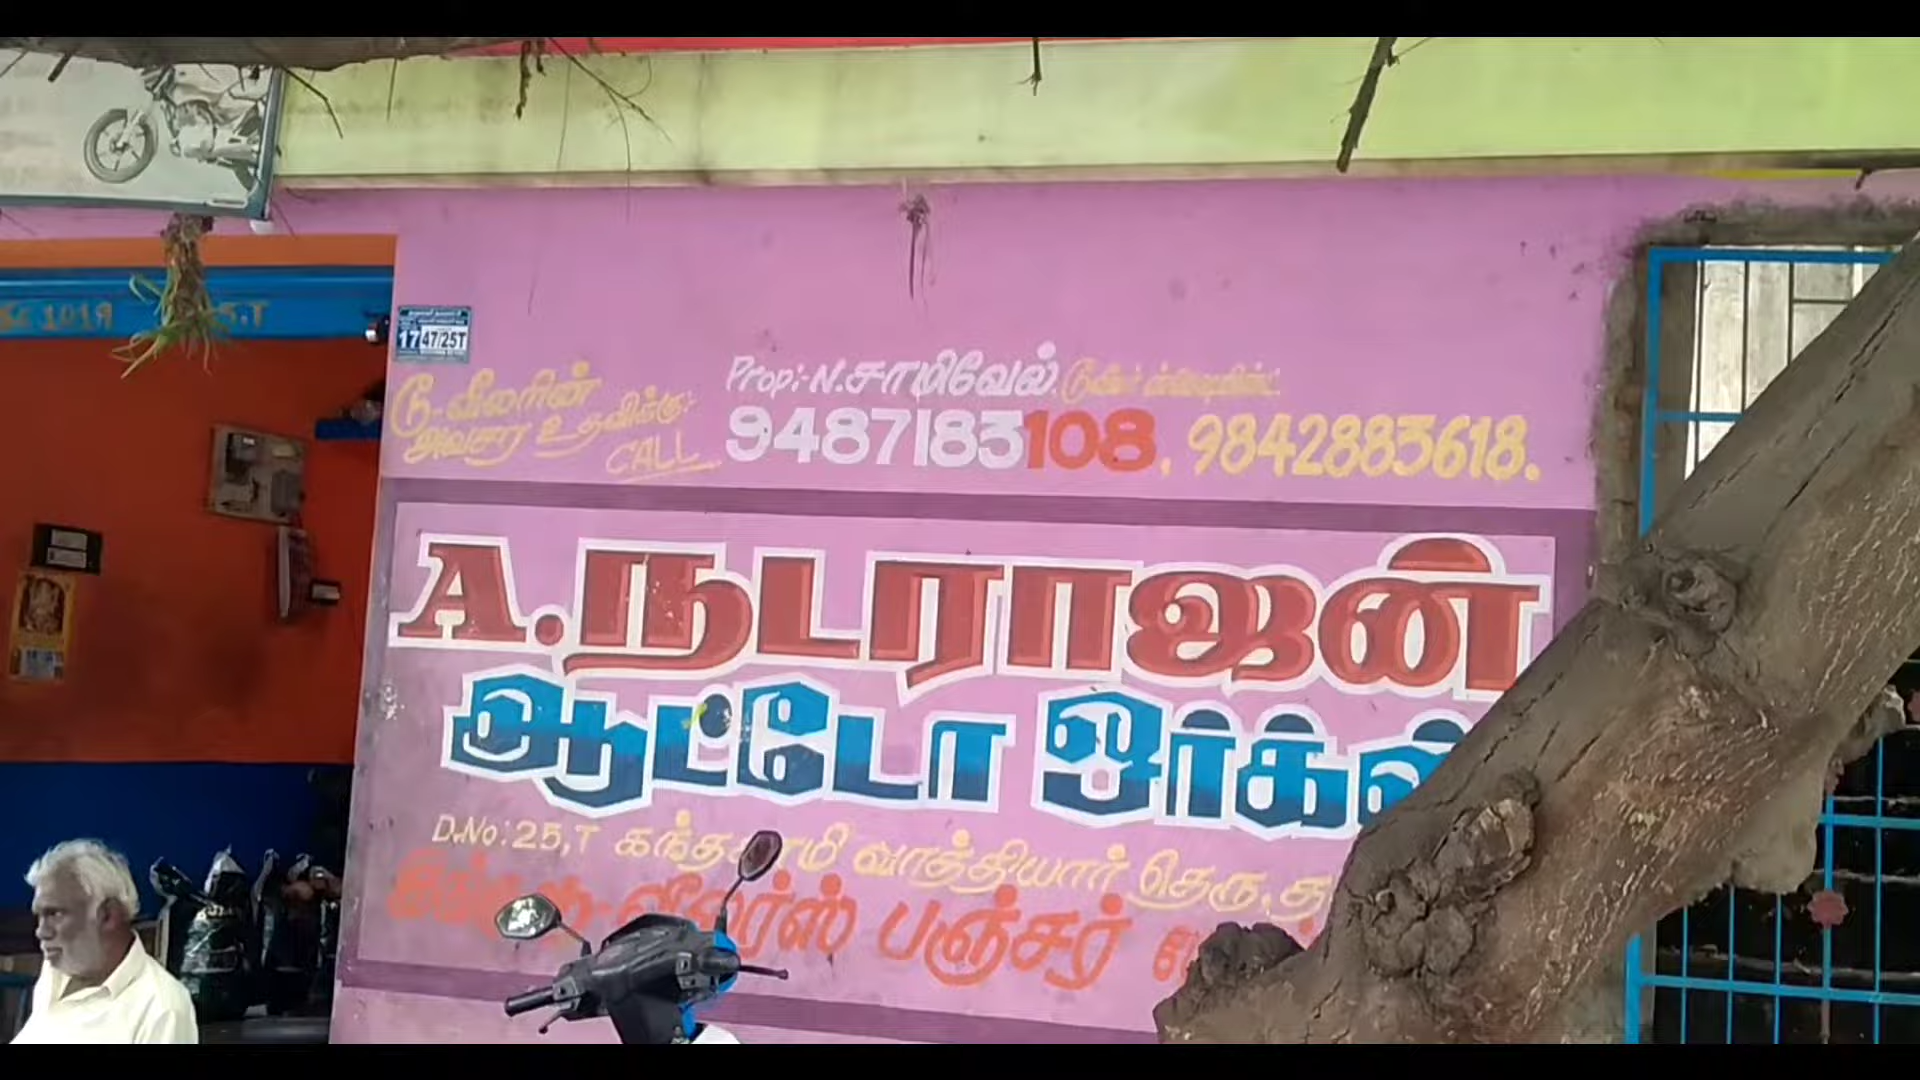 17 47/25T
டூ-வீலரின்
அவசர உதவிக்கு:-
CALL
Prop:- N.சாமிவேல்.
9487183108, 9842883618.
A.நடராஜன்
ஆட்டோ ஒர்க்ஸ்
D.No: 25,T கந்தசாமி வாத்தியார் தெரு,
வீலர்ஸ் பஞ்சர்